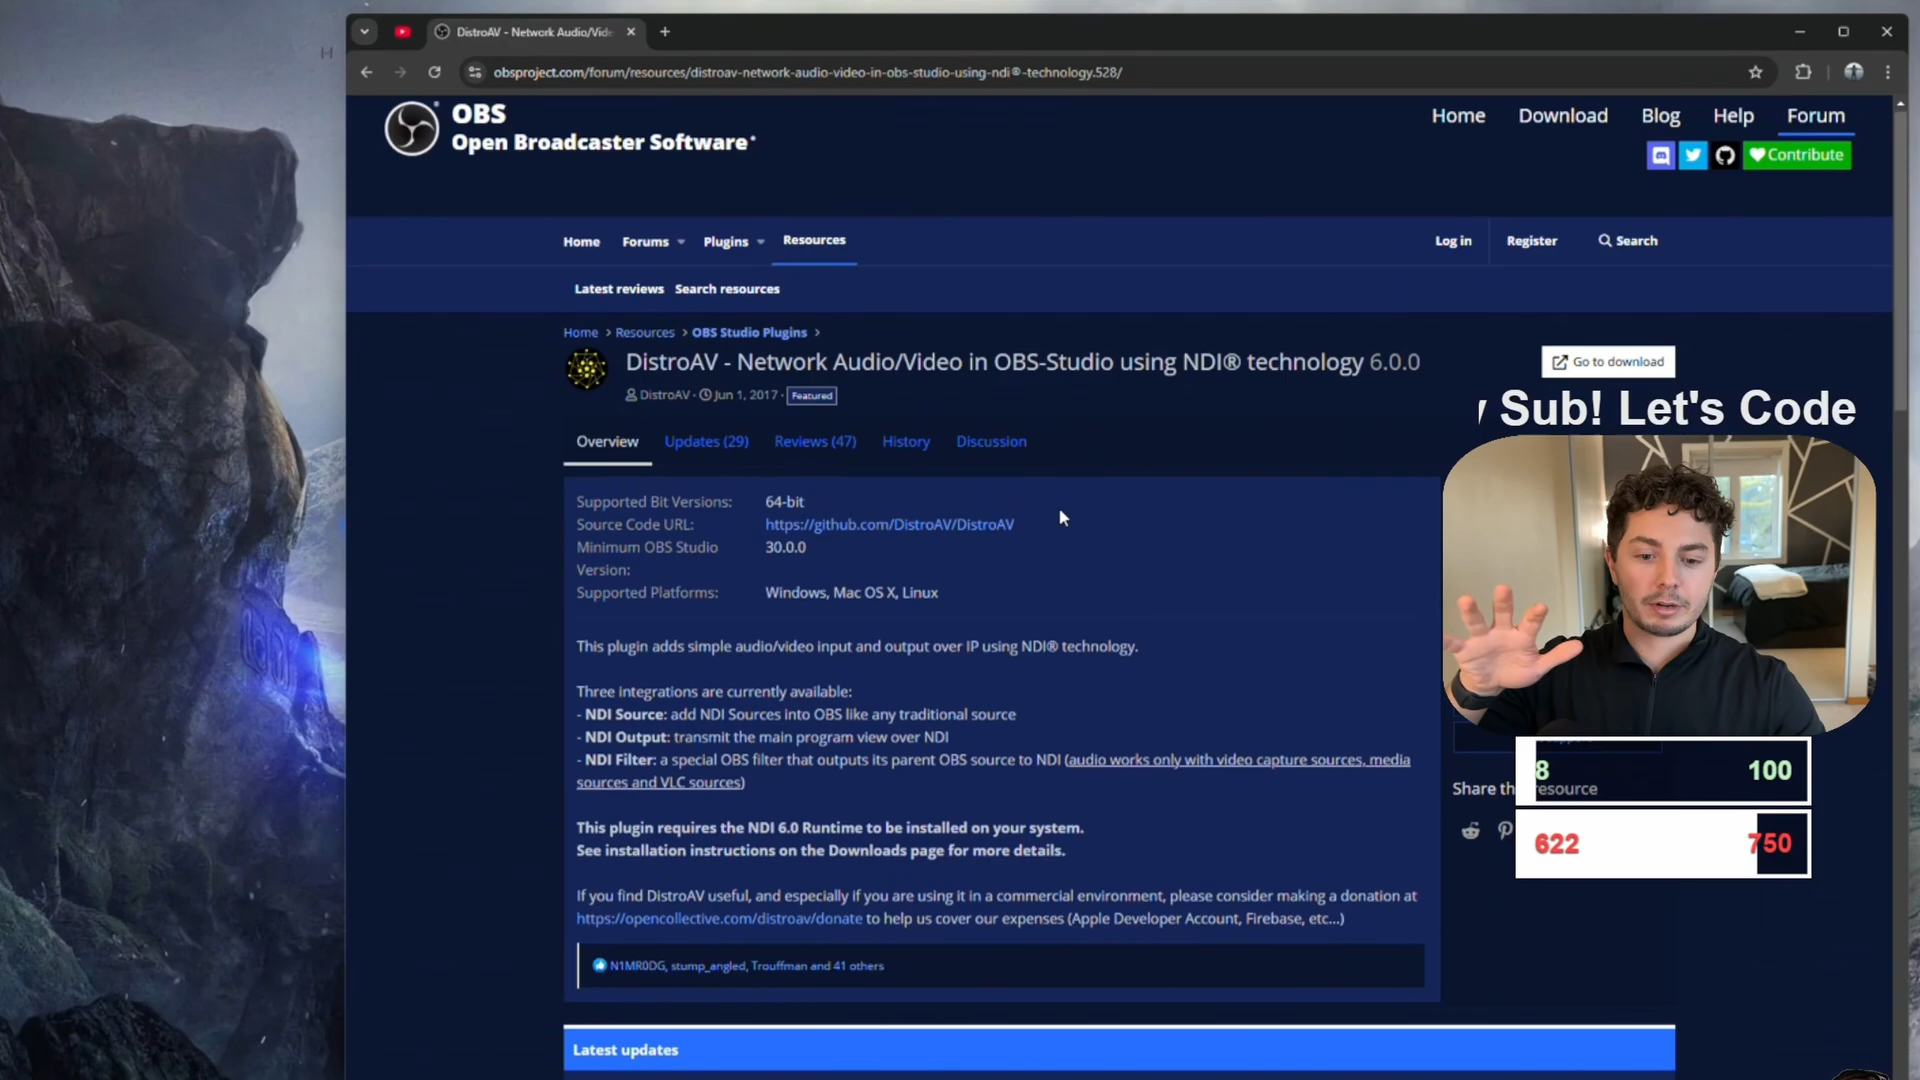 DistroAV - Network Audio/Vide
obsproject.com/forum/resources/distroav-network-audio-video-in-obs-studio-using-ndi®-technology.528/
OBS
Open Broadcaster Software
Home Download Blog Help Forum
Contribute
Home Forums Plugins Resources Log in Register Search
Latest reviews Search resources
Home > Resources > OBS Studio Plugins >
DistroAV - Network Audio/Video in OBS-Studio using NDI® technology 6.0.0
Go to download
DistroAV · Jun 1, 2017 · Featured
Sub! Let's Code
Overview Updates (29) Reviews (47) History Discussion
Supported Bit Versions: 64-bit
Source Code URL: https://github.com/DistroAV/DistroAV
Minimum OBS Studio 30.0.0
Version:
Supported Platforms: Windows, Mac OS X, Linux
This plugin adds simple audio/video input and output over IP using NDI® technology.
Three integrations are currently available:
- NDI Source: add NDI Sources into OBS like any traditional source
- NDI Output: transmit the main program view over NDI
- NDI Filter: a special OBS filter that outputs its parent OBS source to NDI (audio works only with video capture sources, media
sources and VLC sources)
8 100
Share th resource
This plugin requires the NDI 6.0 Runtime to be installed on your system.
See installation instructions on the Downloads page for more details.
622 750
If you find DistroAV useful, and especially if you are using it in a commercial environment, please consider making a donation at
https://opencollective.com/distroav/donate to help us cover our expenses (Apple Developer Account, Firebase, etc...)
N1MR0DG, stump_angled, Trouffman and 41 others
Latest updates